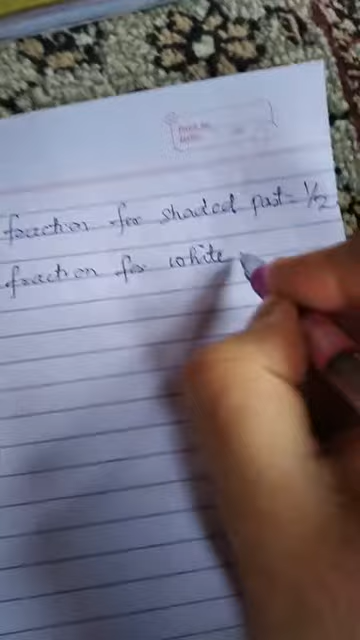 fraction for shaded part = 1/2
fraction for white